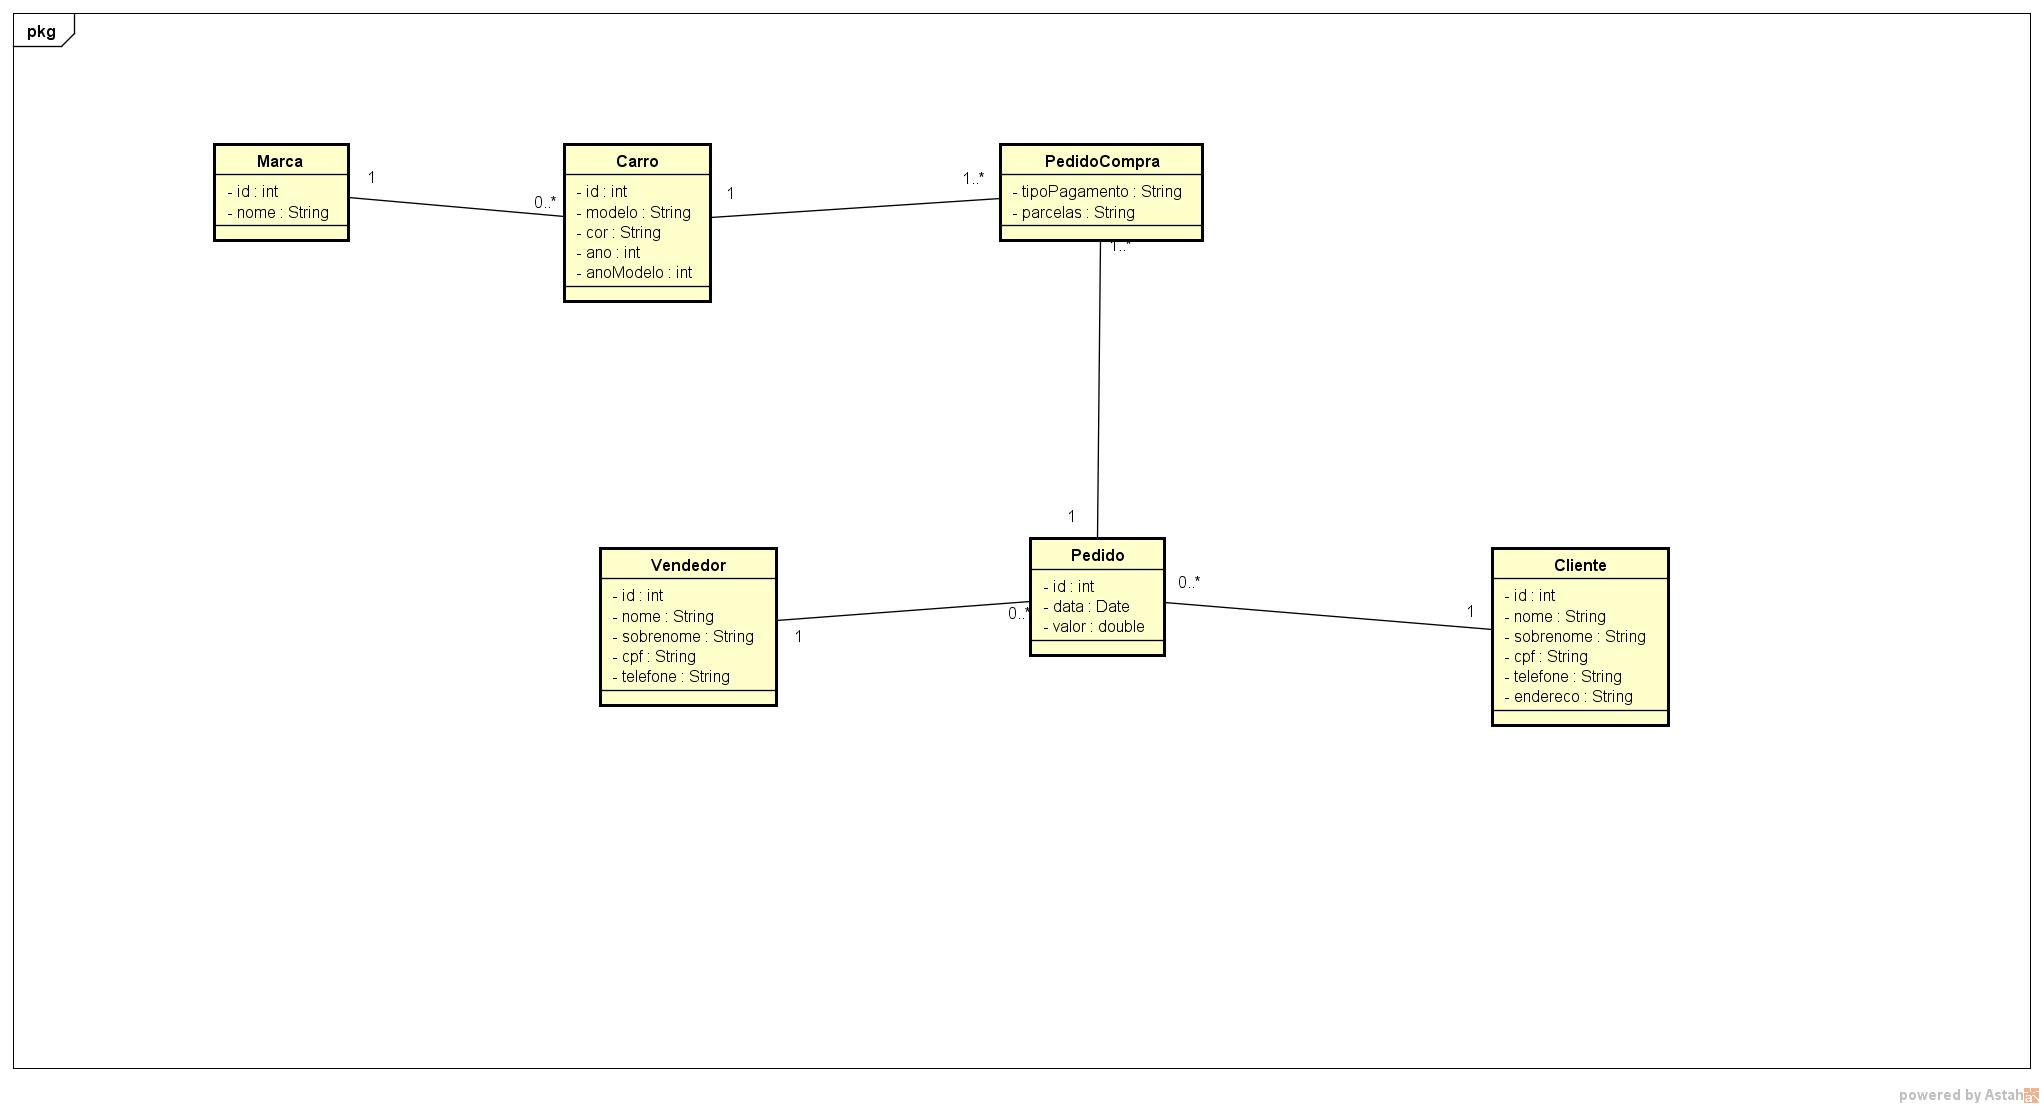 pkg
Marca
- id : int
- nome : String
1
0..*
Carro
- id : int
- modelo : String
- cor : String
- ano : int
- anoModelo : int
1
1..*
PedidoCompra
- tipoPagamento : String
- parcelas : String
1..*
1
Vendedor
- id : int
- nome : String
- sobrenome : String
- cpf : String
- telefone : String
1
0..*
Pedido
- id : int
- data : Date
- valor : double
0..*
1
Cliente
- id : int
- nome : String
- sobrenome : String
- cpf : String
- telefone : String
- endereco : String
powered by Astah